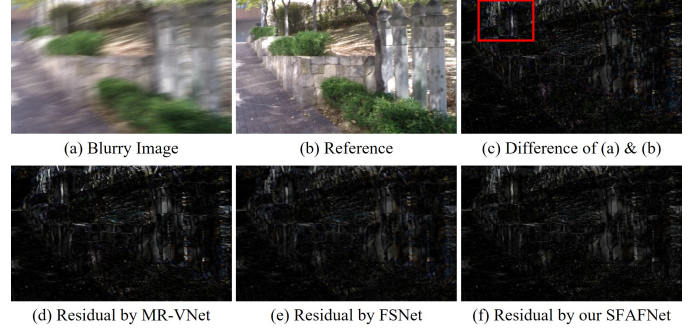 (a) Blurry Image
(b) Reference
(c) Difference of (a) & (b)
(d) Residual by MR-VNet
(e) Residual by FSNet
(f) Residual by our SFAFNet